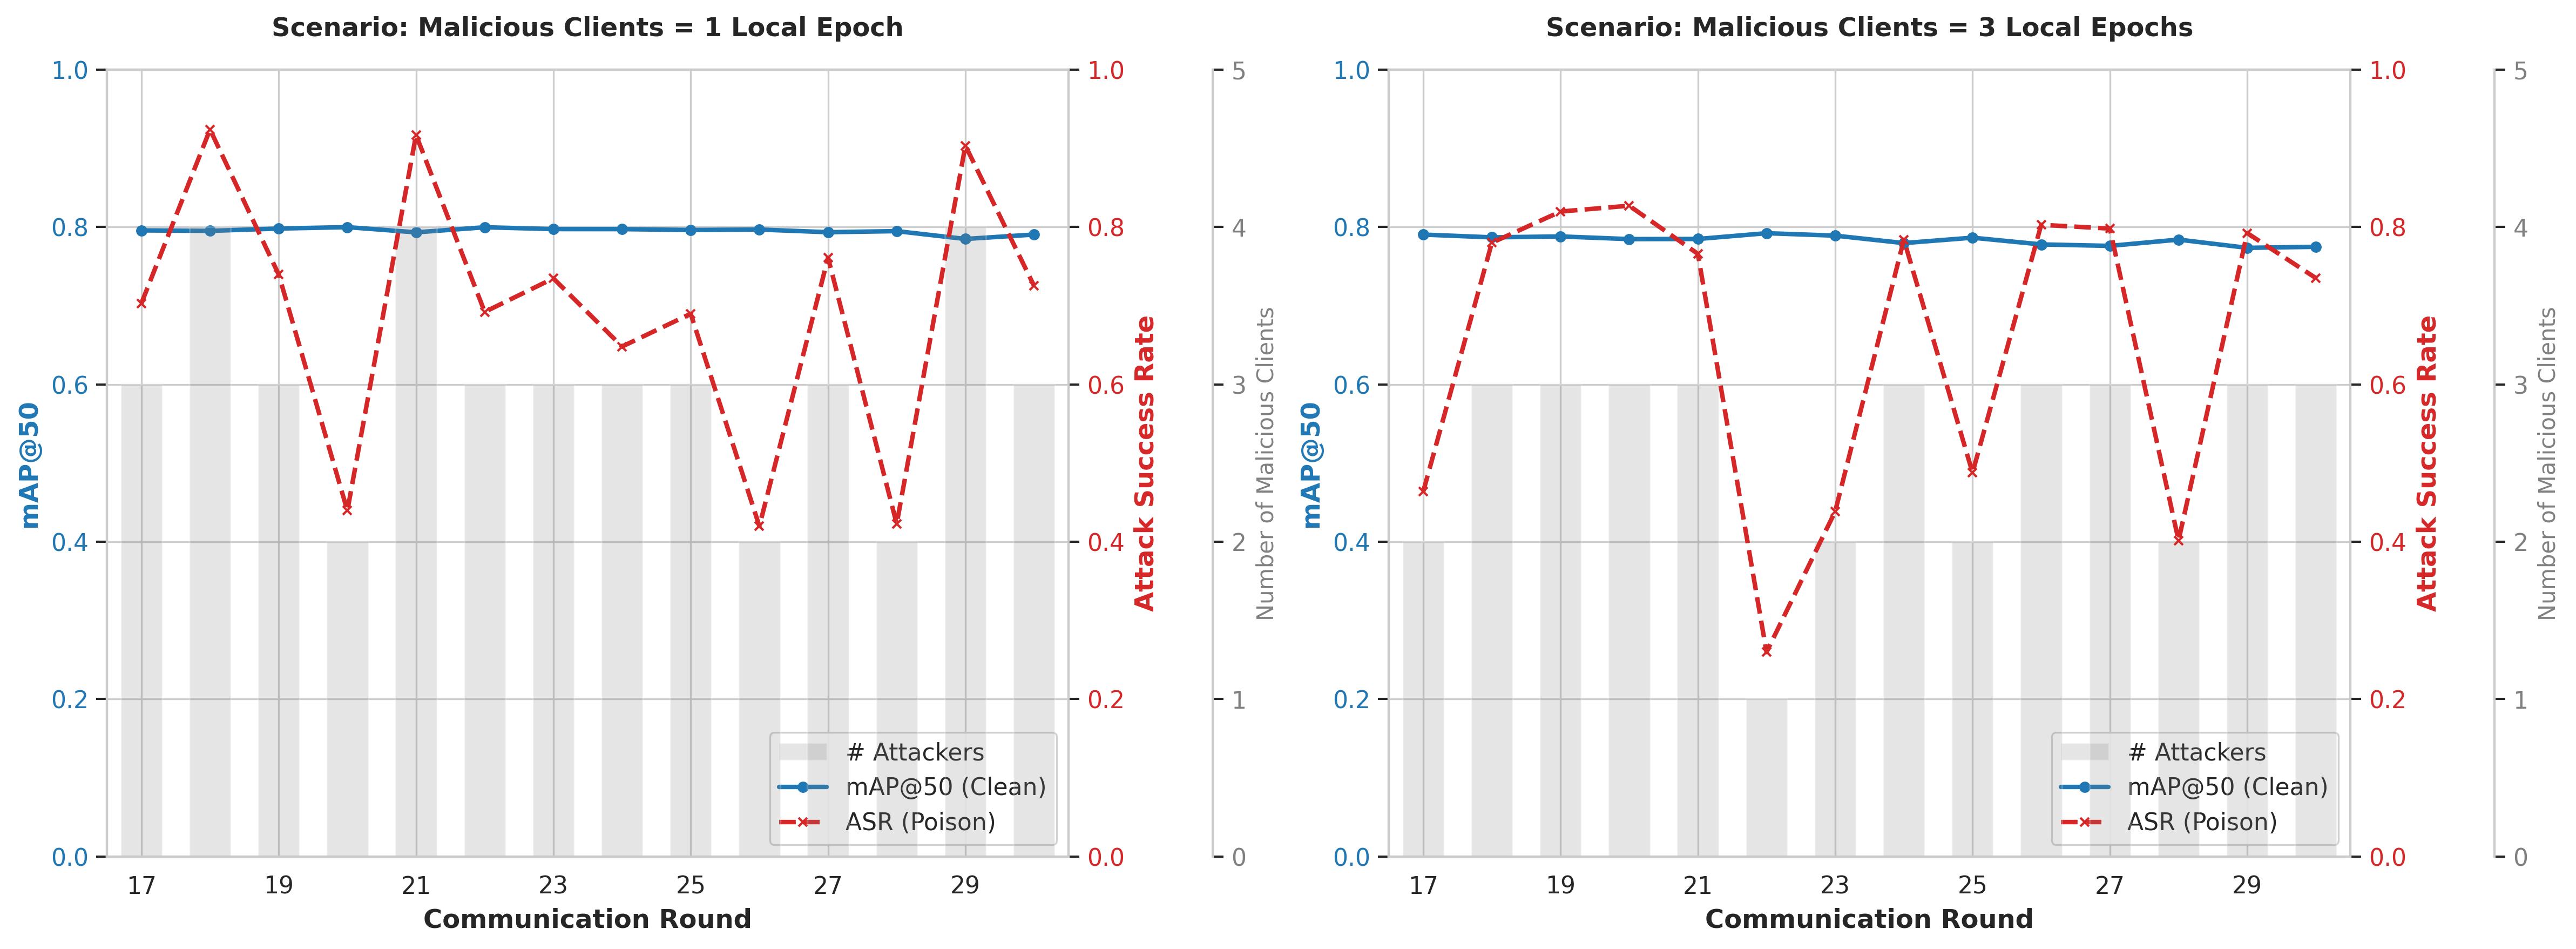 Scenario: Malicious Clients = 1 Local Epoch
1.0
0.8
0.6
0.4
0.2
0.0
mAP@50
1.0
0.8
0.6
0.4
0.2
0.0
Attack Success Rate
5
4
3
2
1
0
Number of Malicious Clients
# Attackers
mAP@50 (Clean)
ASR (Poison)
17 19 21 23 25 27 29
Communication Round
Scenario: Malicious Clients = 3 Local Epochs
1.0
0.8
0.6
0.4
0.2
0.0
mAP@50
1.0
0.8
0.6
0.4
0.2
0.0
Attack Success Rate
5
4
3
2
1
0
Number of Malicious Clients
# Attackers
mAP@50 (Clean)
ASR (Poison)
17 19 21 23 25 27 29
Communication Round